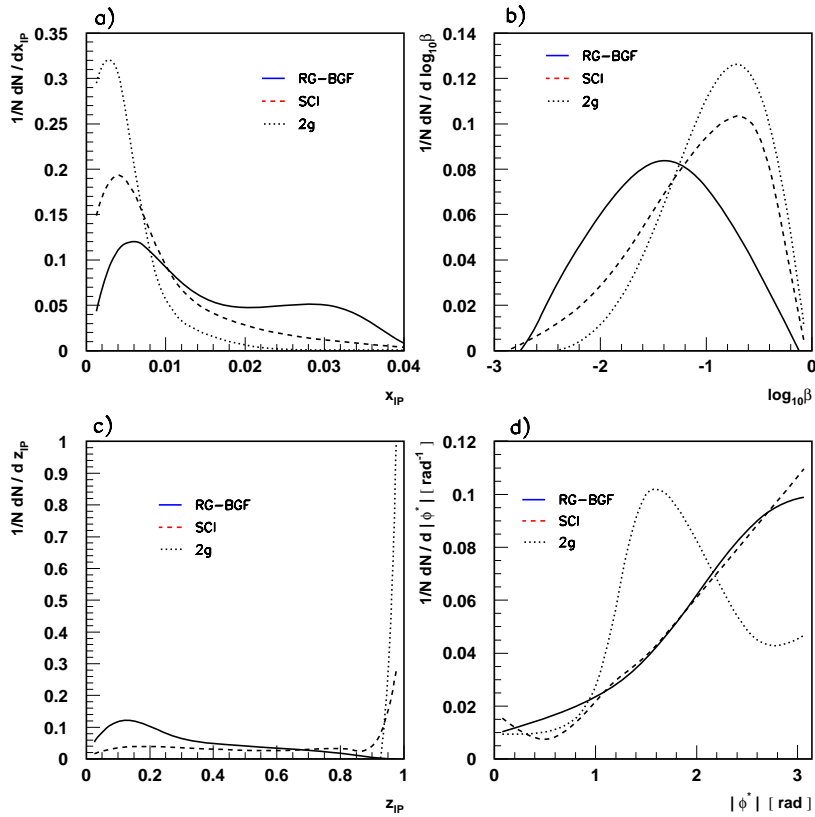 a)
1/N dN / dx_IP
0.35
0.3
0.25
0.2
0.15
0.1
0.05
0
RG-BGF
SCI
2g
0 0.01 0.02 0.03 0.04
x_IP
b)
1/N dN / d log₁₀β
0.14
0.12
0.1
0.08
0.06
0.04
0.02
0
RG-BGF
SCI
2g
-3 -2 -1 0
log₁₀β
c)
1/N dN / d z_IP
1
0.9
0.8
0.7
0.6
0.5
0.4
0.3
0.2
0.1
0
RG-BGF
SCI
2g
0 0.2 0.4 0.6 0.8 1
z_IP
d)
1/N dN / d |ϕ*| [ rad⁻¹ ]
0.12
0.1
0.08
0.06
0.04
0.02
0
RG-BGF
SCI
2g
0 1 2 3
|ϕ*| [ rad ]